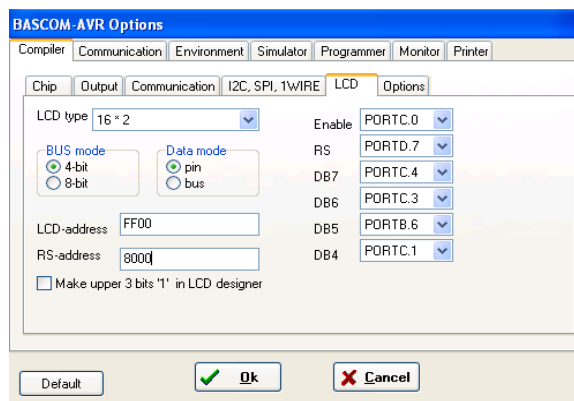 BASCOM-AVR Options
Compiler Communication Environment Simulator Programmer Monitor Printer
Chip Output Communication I2C, SPI, 1WIRE LCD Options
LCD type 16 * 2
Enable PORTC.0
BUS mode Data mode
RS PORTD.7
4-bit pin
DB7 PORTC.4
8-bit bus
DB6 PORTC.3
LCD-address FF00
DB5 PORTB.6
RS-address 8000
DB4 PORTC.1
Make upper 3 bits '1' in LCD designer
Default Ok Cancel